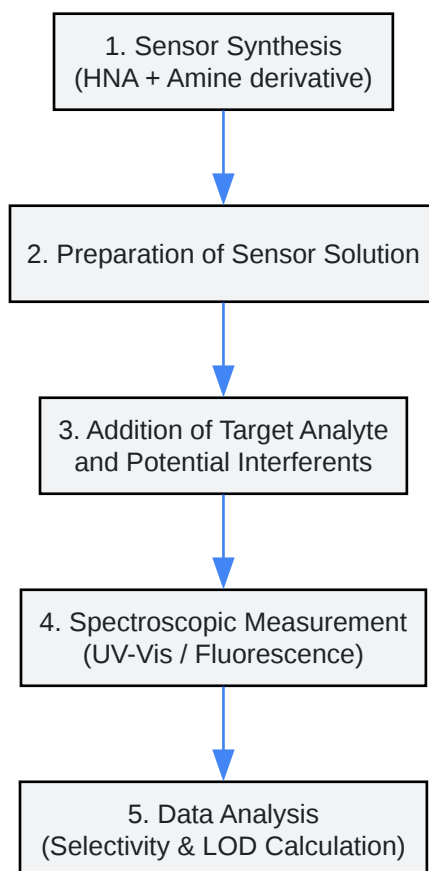 1. Sensor Synthesis
(HNA + Amine derivative)
2. Preparation of Sensor Solution
3. Addition of Target Analyte
and Potential Interferents
4. Spectroscopic Measurement
(UV-Vis / Fluorescence)
5. Data Analysis
(Selectivity & LOD Calculation)